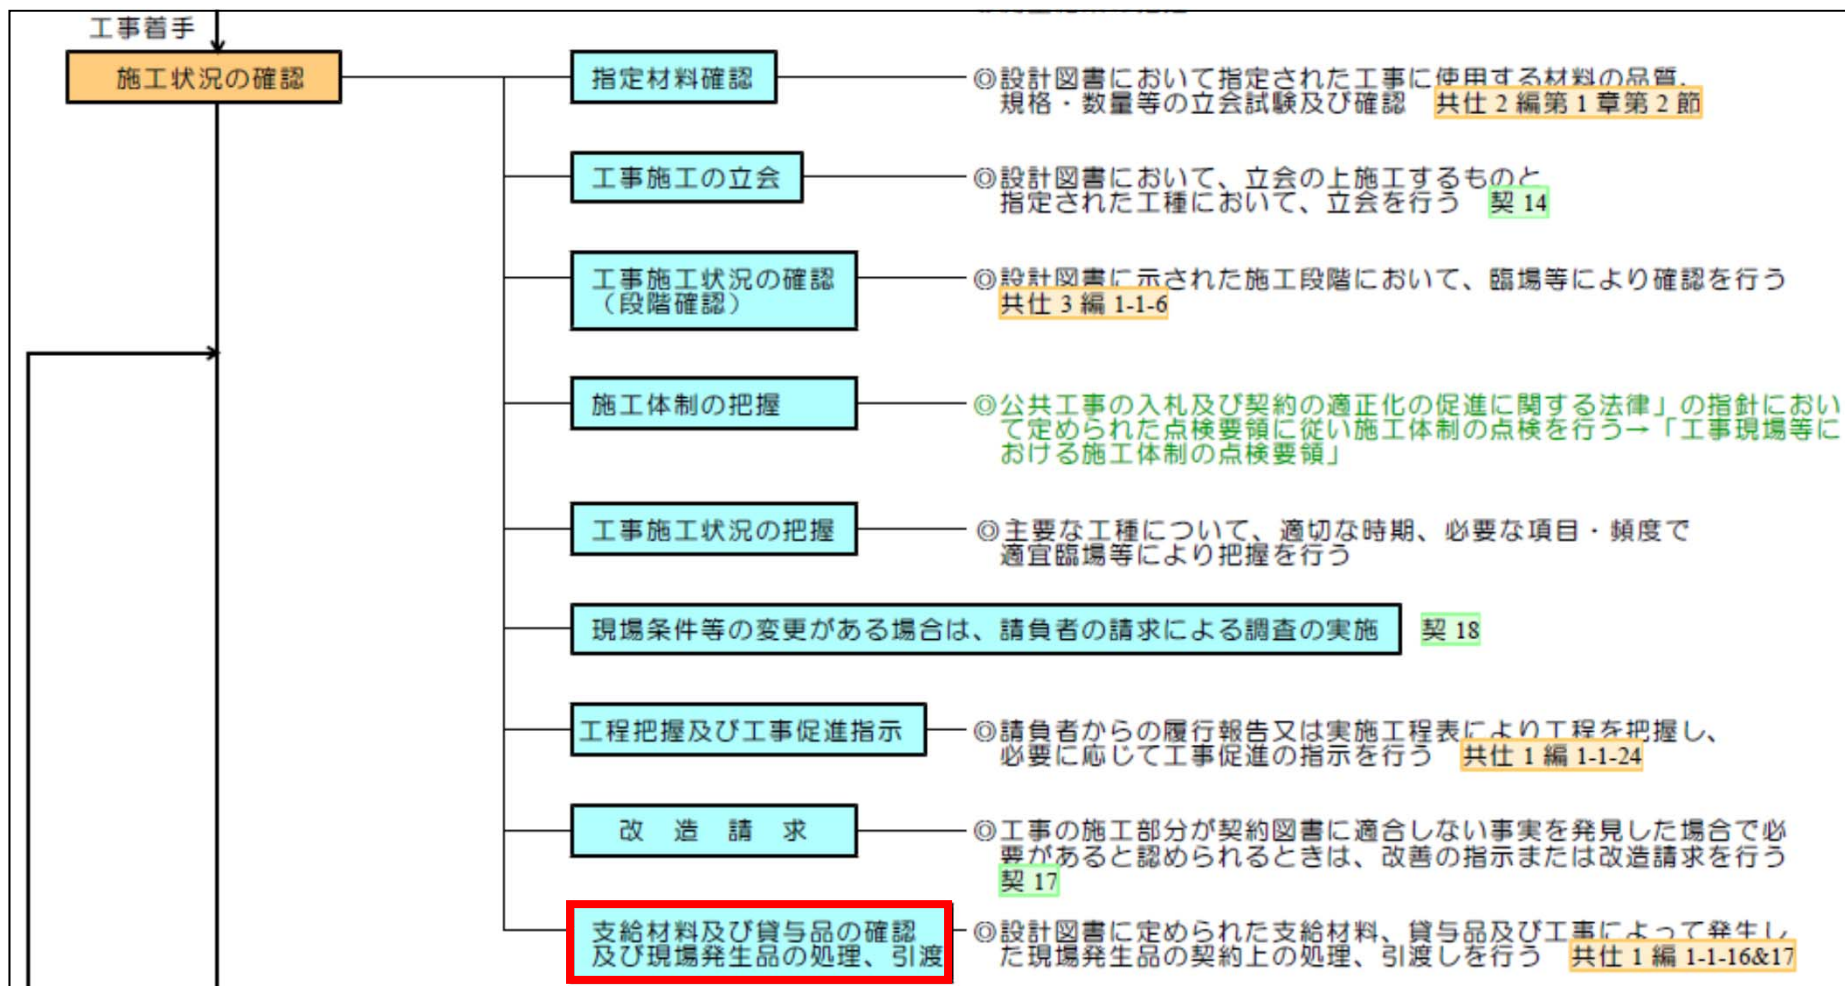 工事着手
施工状況の確認
指定材料確認
◎設計図書において指定された工事に使用する材料の品質、
規格・数量等の立会試験及び確認 共仕 2 編第 1 章第 2 節
工事施工の立会
◎設計図書において、立会の上施工するものと
指定された工種において、立会を行う 契 14
工事施工状況の確認
（段階確認）
◎設計図書に示された施工段階において、臨場等により確認を行う
共仕 3 編 1-1-6
施工体制の把握
◎公共工事の入札及び契約の適正化の促進に関する法律」の指針におい
て定められた点検要領に従い施工体制の点検を行う→「工事現場等に
おける施工体制の点検要領」
工事施工状況の把握
◎主要な工種について、適切な時期、必要な項目・頻度で
適宜臨場等により把握を行う
現場条件等の変更がある場合は、請負者の請求による調査の実施 契 18
工程把握及び工事促進指示
◎請負者からの履行報告又は実施工程表により工程を把握し、
必要に応じて工事促進の指示を行う 共仕 1 編 1-1-24
改 造 請 求
◎工事の施工部分が契約図書に適合しない事実を発見した場合で必
要があると認められるときは、改善の指示または改造請求を行う
契 17
支給材料及び貸与品の確認
及び現場発生品の処理、引渡
◎設計図書に定められた支給材料、貸与品及び工事によって発生し
た現場発生品の契約上の処理、引渡しを行う 共仕 1 編 1-1-16&17